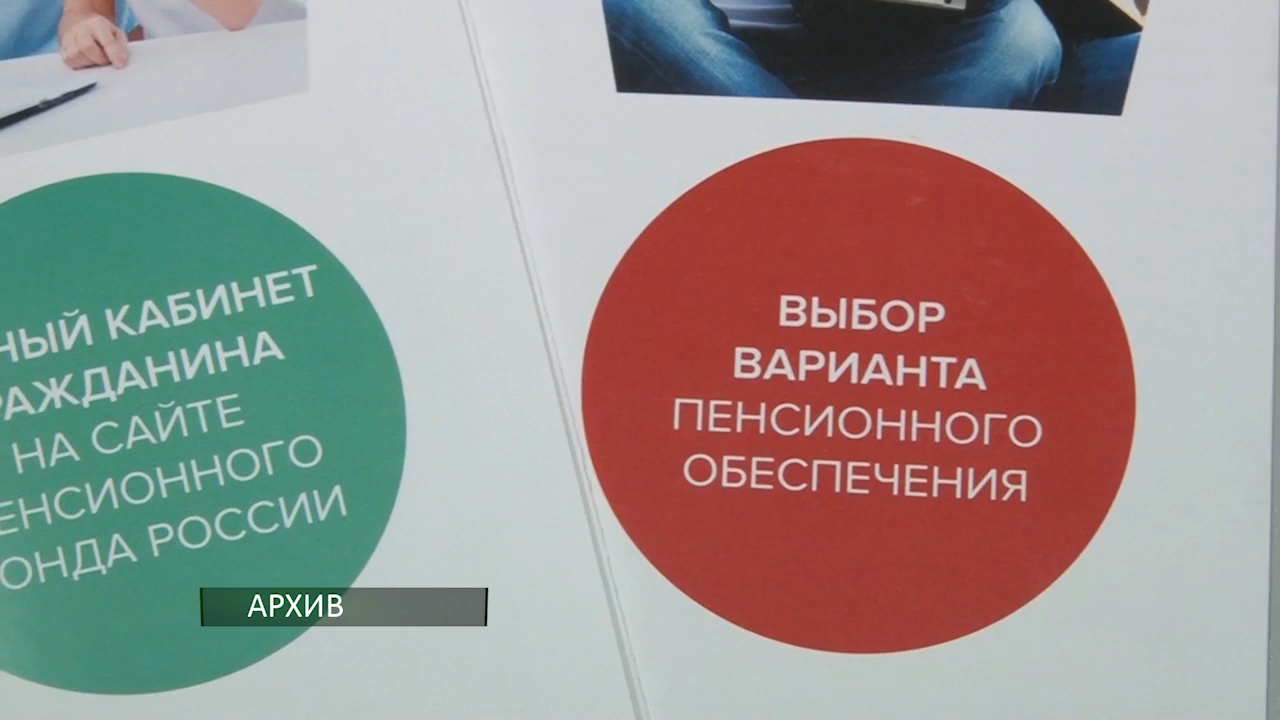 НЫЙ КАБИНЕТ
РАЖДАНИНА
НА САЙТЕ
ЕНСИОННОГО
ОНДА РОССИИ
ВЫБОР
ВАРИАНТА
ПЕНСИОННОГО
ОБЕСПЕЧЕНИЯ
АРХИВ